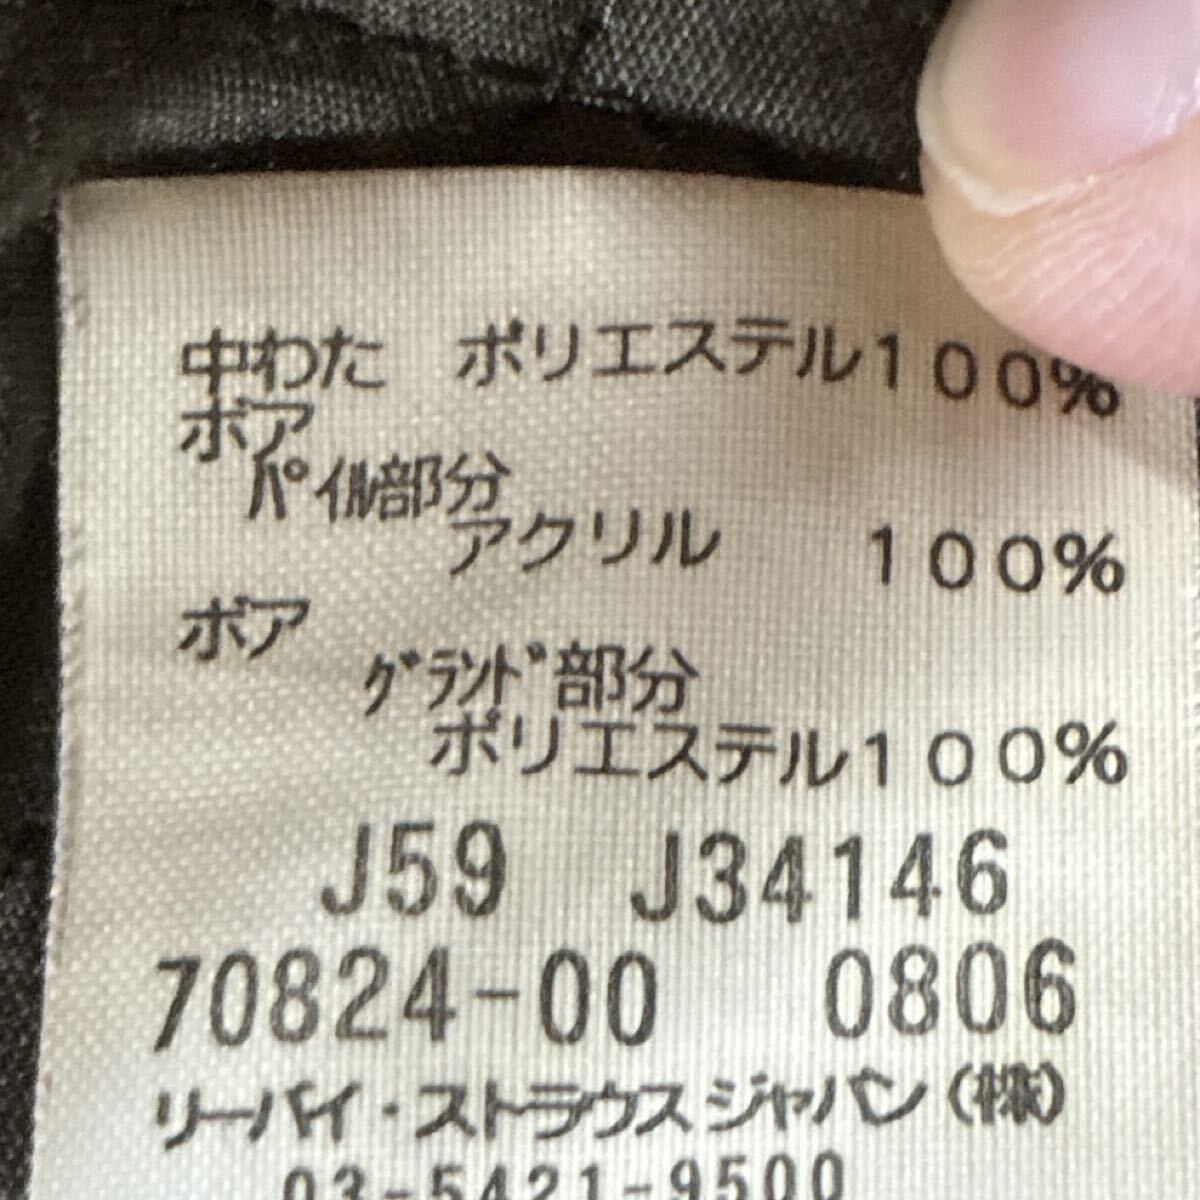 中わた ポリエステル100%
ボア
パイル部分
アクリル 100%
ボア
グランド部分
ポリエステル100%
J59 J34146
70824-00 0806
リーバイ・ストラウスジャパン(株)
03-5421-9500